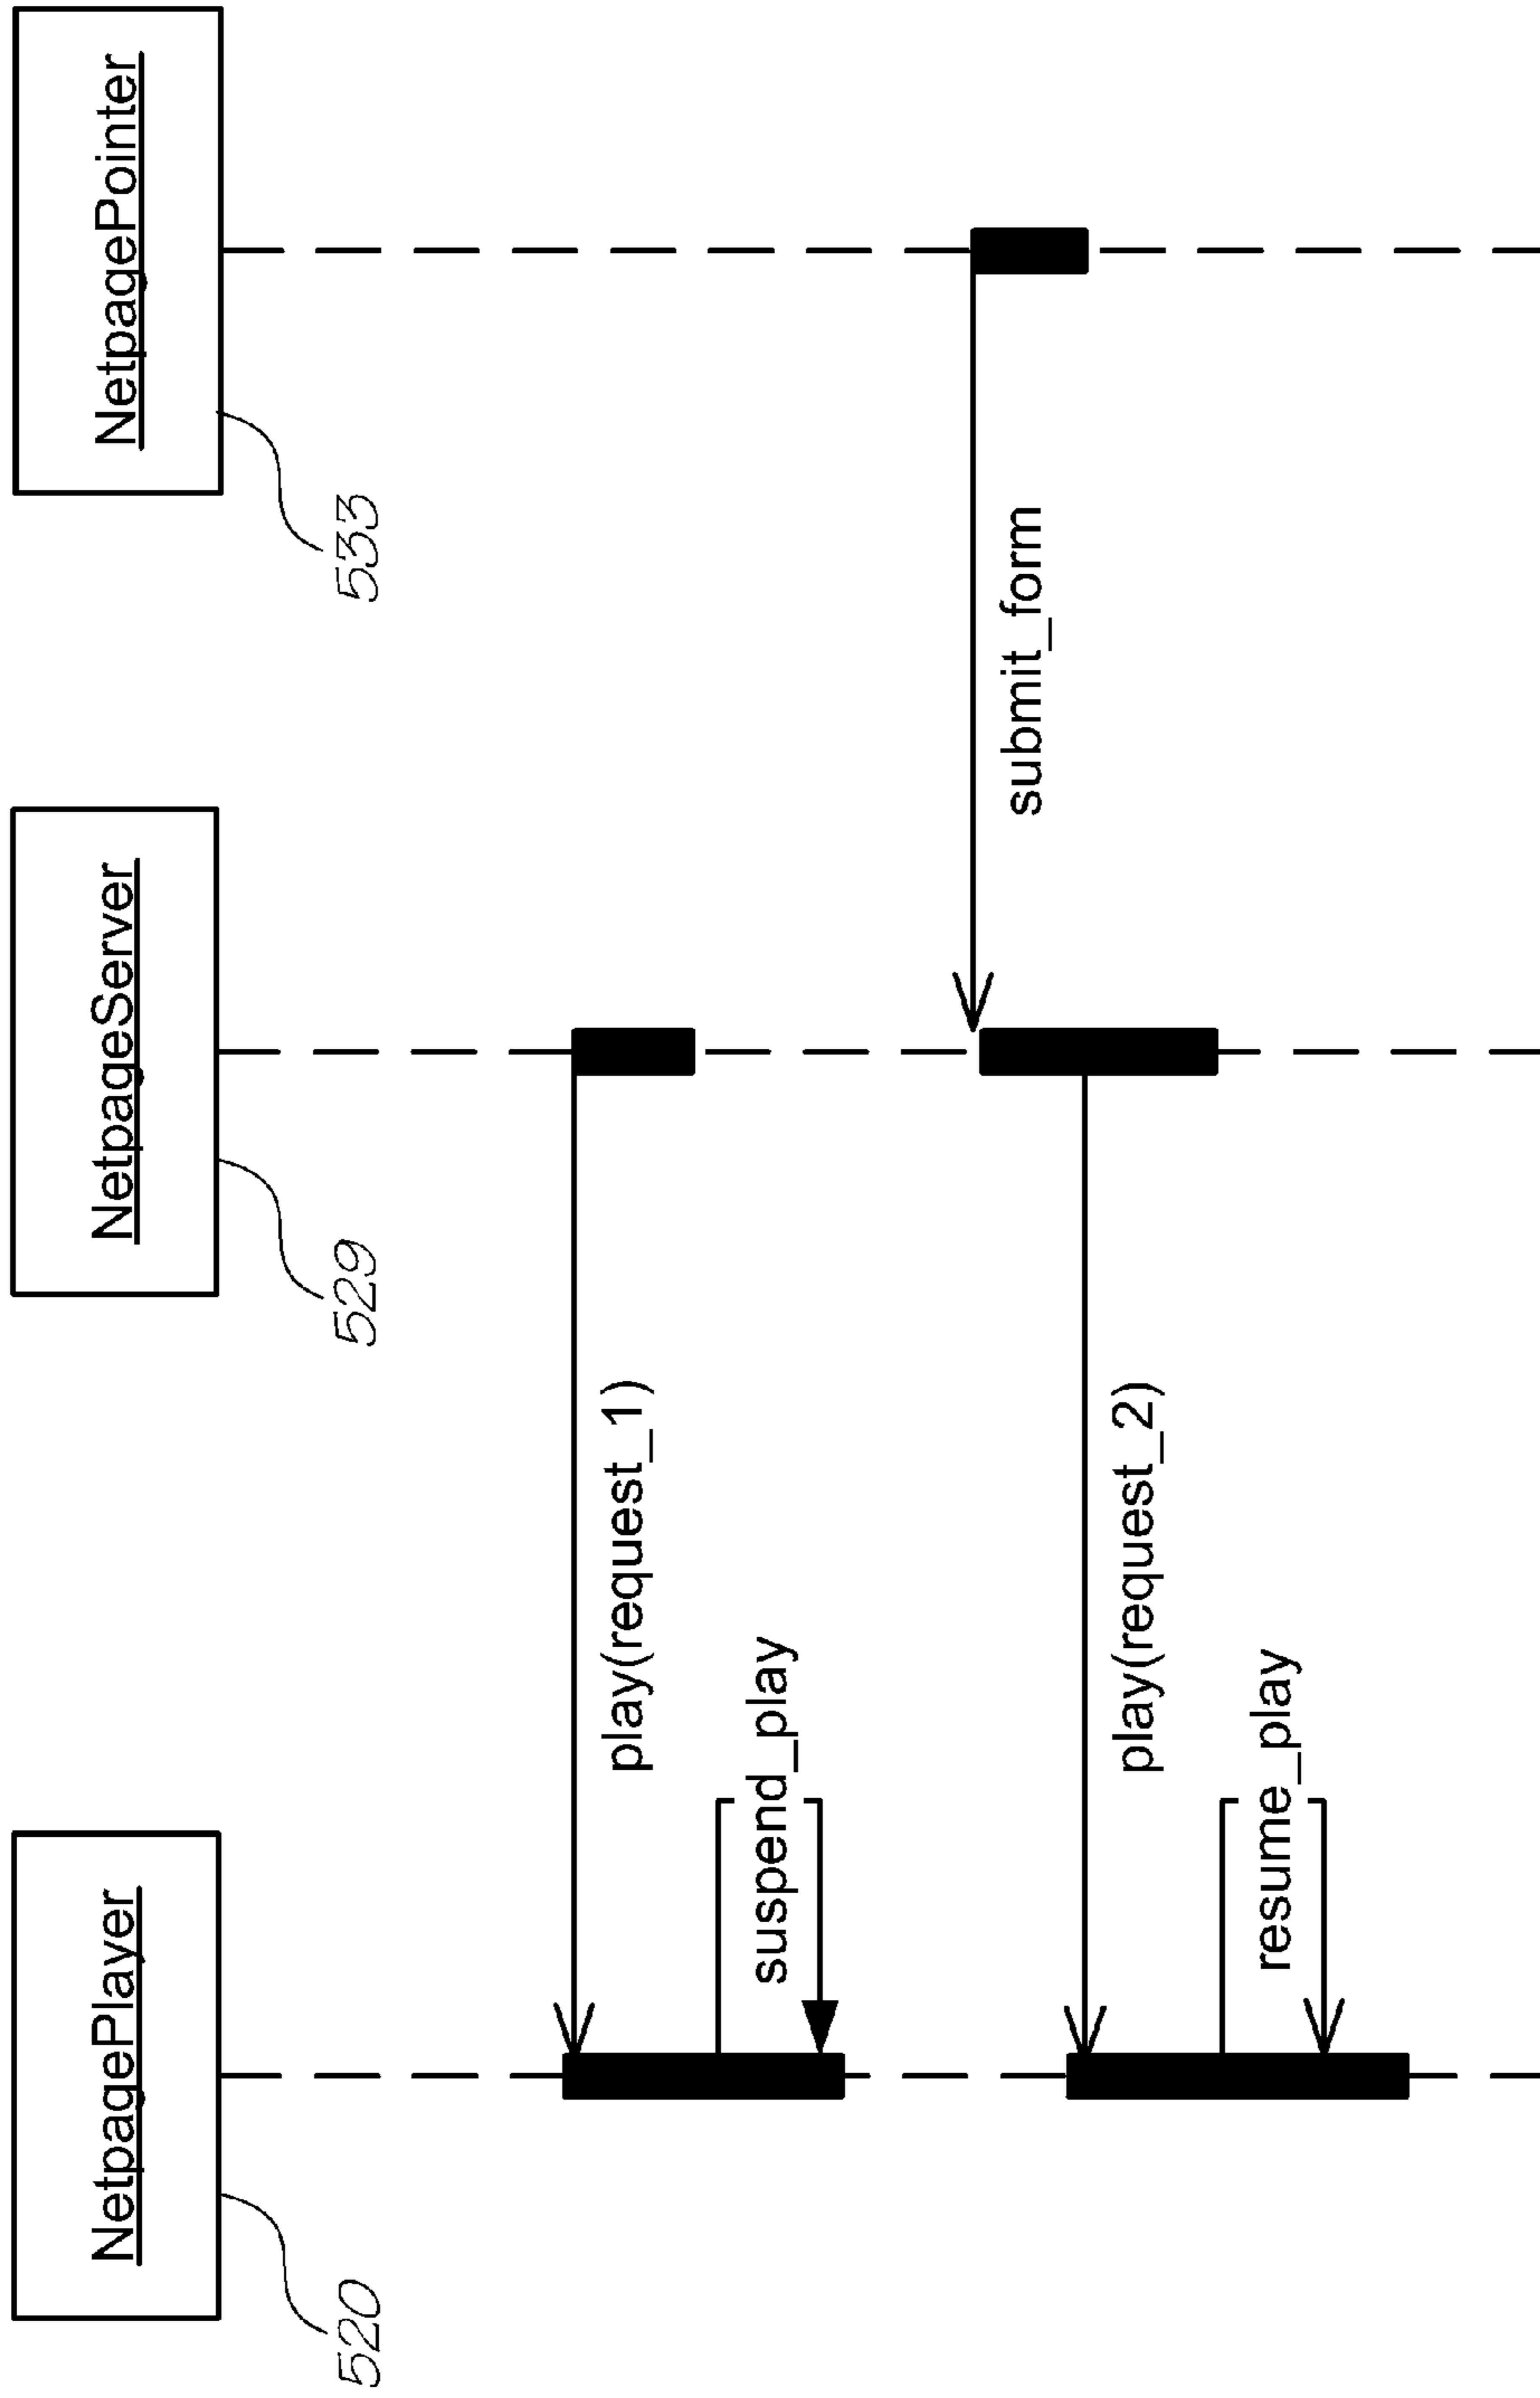 NetpagePlayer
NetpageServer
NetpagePointer
520
529
533
play(request_1)
suspend_play
submit_form
play(request_2)
resume_play